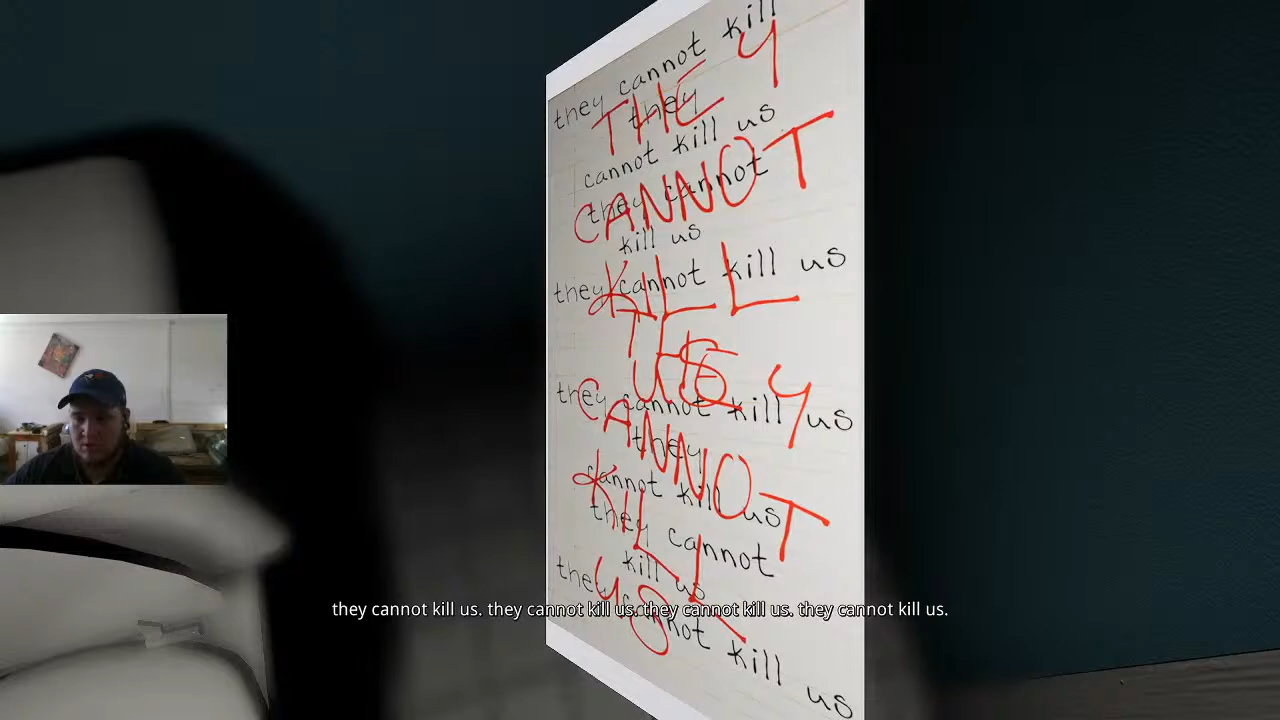 they cannot kill
they
cannot kill us
they cannot
kill us
they cannot kill us
they cannot kill us
they
cannot kill us
they cannot
kill us
they cannot kill us
THEY
CANNOT
KILL
US
THEY
CANNOT
KILL
US
they cannot kill us. they cannot kill us. they cannot kill us. they cannot kill us.